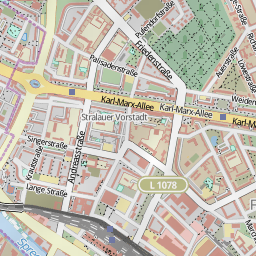 Pufendorfstraße
Friedenstraße
Auerstraße
Palisadenstraße
Karl-Marx-Allee
Karl-Marx-Allee
Weiden
Karl-M
Stralauer Vorstadt
Singerstraße
Krautstraße
Andreasstraße
Lange Straße
L 1078
Spree